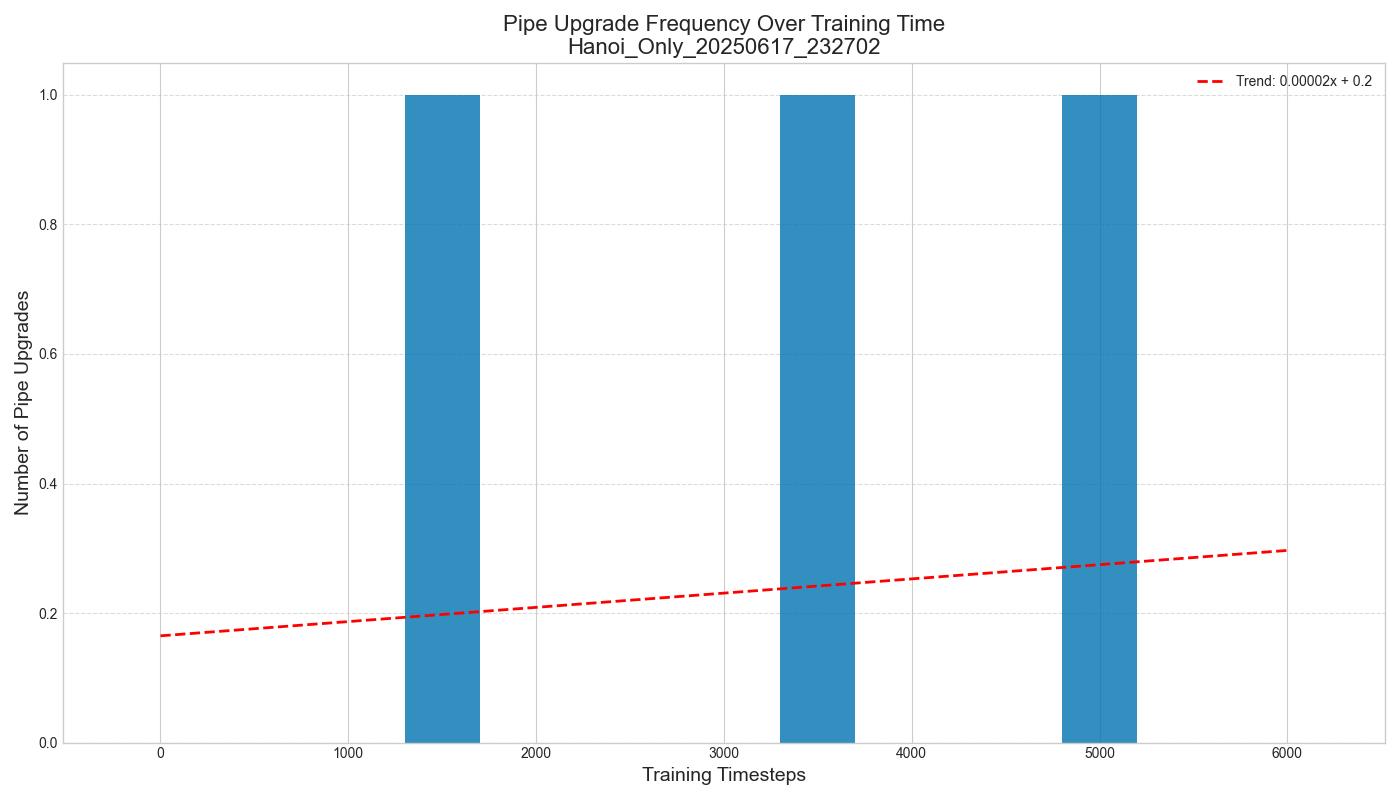 Pipe Upgrade Frequency Over Training Time
Hanoi_Only_20250617_232702
Trend: 0.00002x + 0.2
Number of Pipe Upgrades
1.0
0.8
0.6
0.4
0.2
0.0
0 1000 2000 3000 4000 5000 6000
Training Timesteps